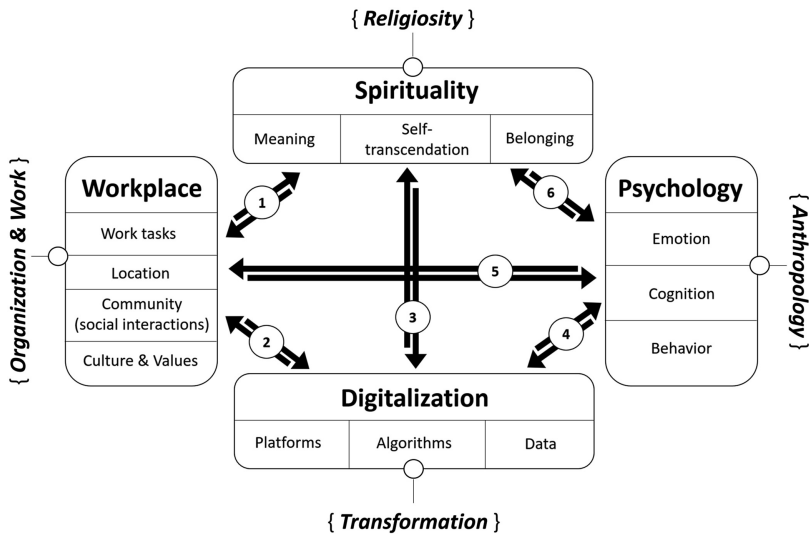 { Religiosity }
Spirituality
Meaning
Self-
transcendation
Belonging
{ Organization & Work }
Workplace
Work tasks
Location
Community
(social interactions)
Culture & Values
1
6
5
3
2
4
Psychology
Emotion
Cognition
Behavior
{ Anthropology }
Digitalization
Platforms
Algorithms
Data
{ Transformation }